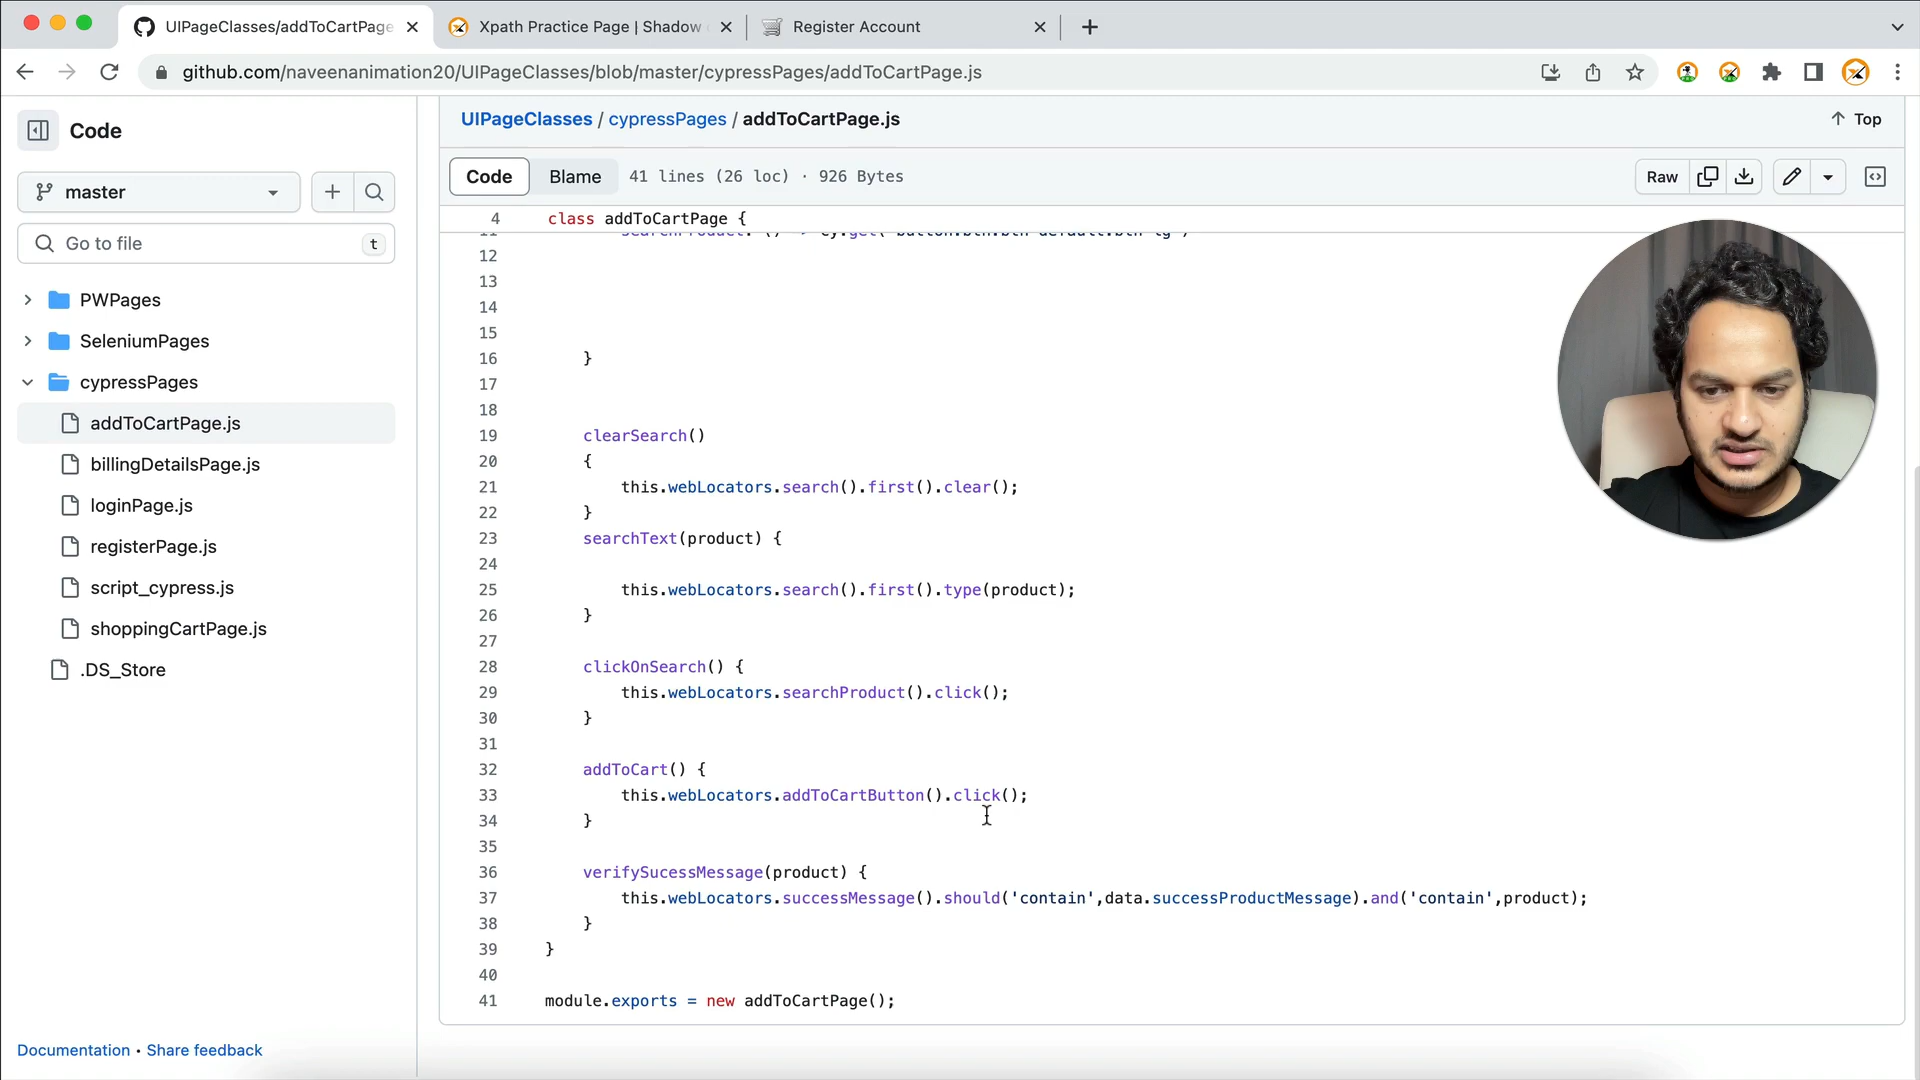 UIPageClasses/addToCartPage
Xpath Practice Page | Shadow
Register Account
github.com/naveenanimation20/UIPageClasses/blob/master/cypressPages/addToCartPage.js
Code
master
Go to file
t
PWPages
SeleniumPages
cypressPages
addToCartPage.js
billingDetailsPage.js
loginPage.js
registerPage.js
script_cypress.js
shoppingCartPage.js
.DS_Store
Documentation • Share feedback
UIPageClasses / cypressPages / addToCartPage.js
Top
Code Blame 41 lines (26 loc) · 926 Bytes
Raw
4 class addToCartPage {
12
13
14
15
16 }
17
18
19 clearSearch()
20 {
21 this.webLocators.search().first().clear();
22 }
23 searchText(product) {
24
25 this.webLocators.search().first().type(product);
26 }
27
28 clickOnSearch() {
29 this.webLocators.searchProduct().click();
30 }
31
32 addToCart() {
33 this.webLocators.addToCartButton().click();
34 }
35
36 verifySucessMessage(product) {
37 this.webLocators.successMessage().should('contain',data.successProductMessage).and('contain',product);
38 }
39 }
40
41 module.exports = new addToCartPage();